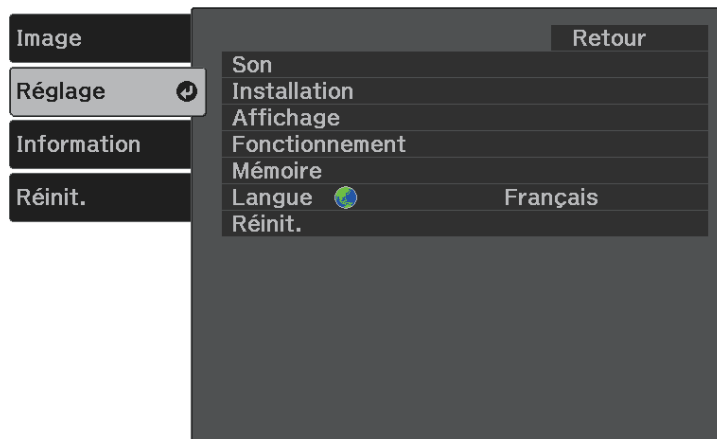 Image
Réglage
Information
Réinit.
Retour
Son
Installation
Affichage
Fonctionnement
Mémoire
Langue Français
Réinit.